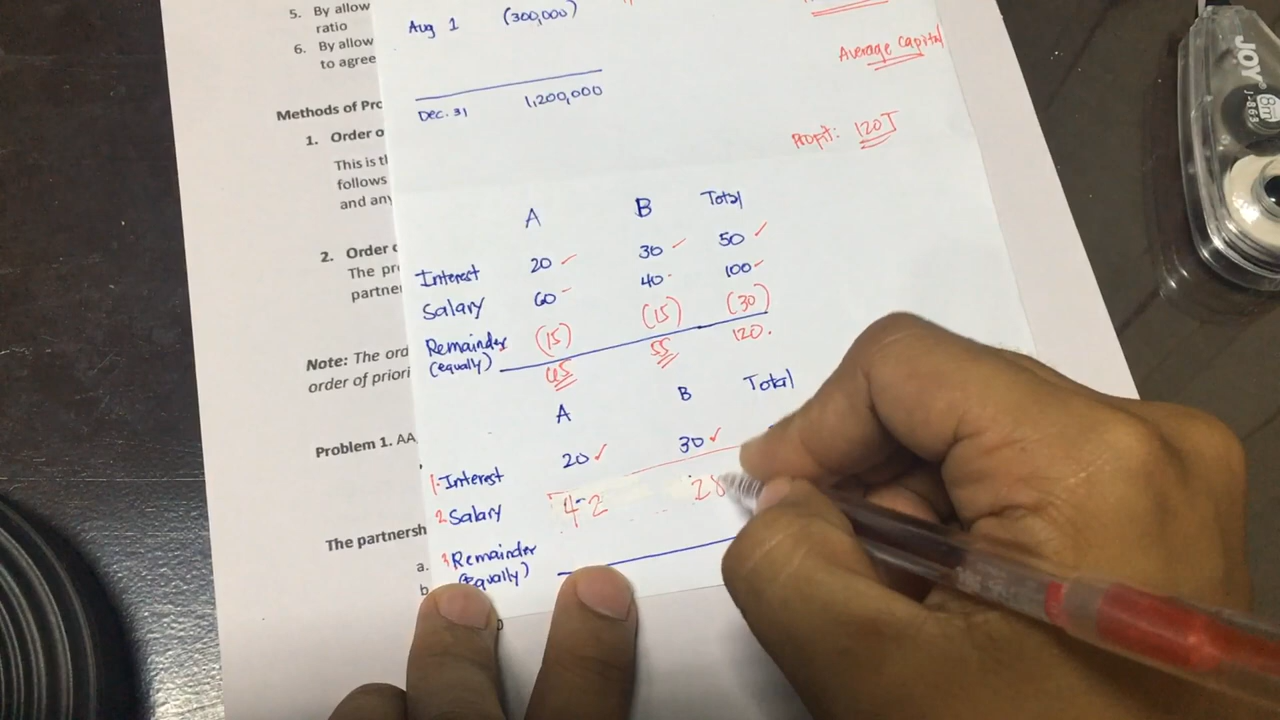 5. By allow
ratio
6. By allow
to agree
Methods of Pro
1. Order o
This is th
follows
and any
2. Order o
The pr
partner
Note: The ord
order of priori
Problem 1. AA
The partnersh
a.
b
Aug 1 (300,000)
Dec. 31 1,200,000
Average Capital
Profit: 120T
A B Total
Interest 20 30 50
Salary 60 40 100
Remainder (15) (15) (30)
(equally) 65 55 120.
A B Total
1. Interest 20 30
2. Salary 42 28
3. Remainder
(equally)
JOY
J-863
8m